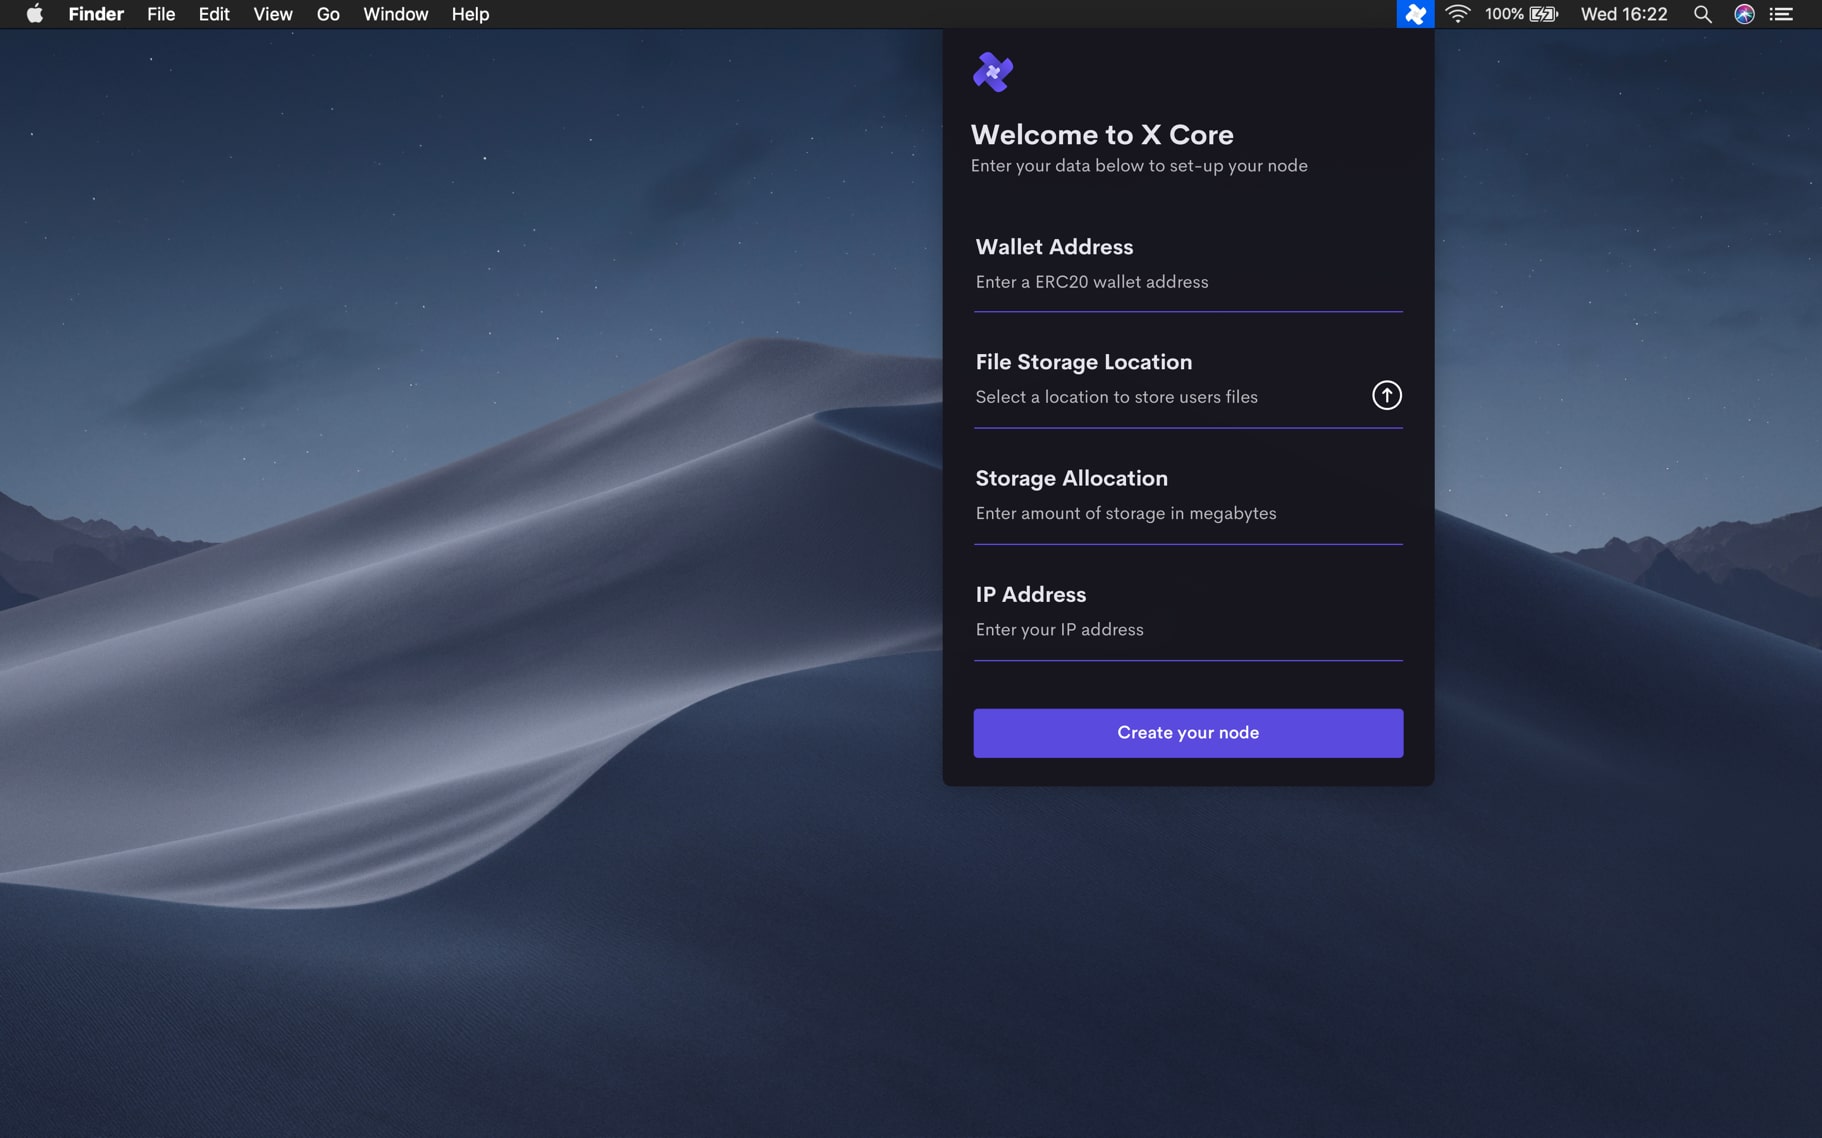 Finder File Edit View Go Window Help 100% Wed 16:22
Welcome to X Core
Enter your data below to set-up your node
Wallet Address
Enter a ERC20 wallet address
File Storage Location
Select a location to store users files
Storage Allocation
Enter amount of storage in megabytes
IP Address
Enter your IP address
Create your node